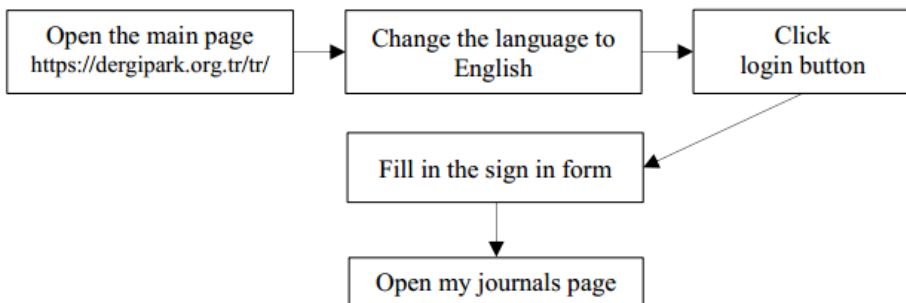 Open the main page
https://dergipark.org.tr/tr/
Change the language to
English
Click
login button
Fill in the sign in form
Open my journals page